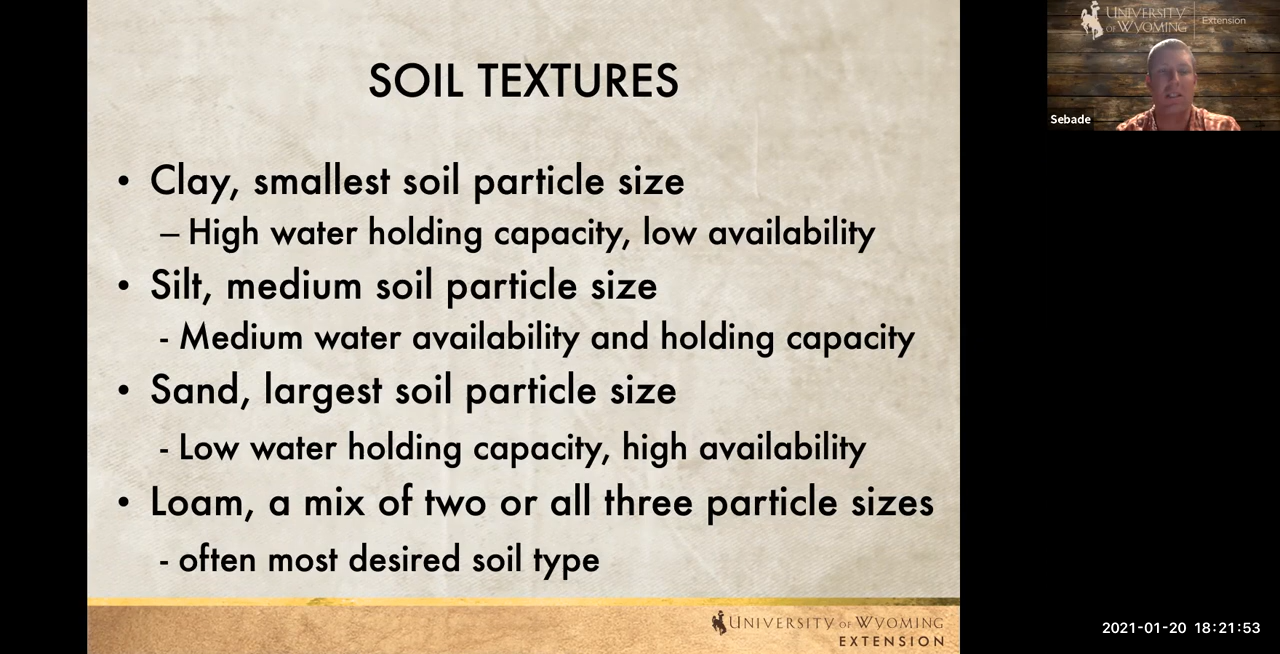 SOIL TEXTURES
• Clay, smallest soil particle size
– High water holding capacity, low availability
• Silt, medium soil particle size
- Medium water availability and holding capacity
• Sand, largest soil particle size
- Low water holding capacity, high availability
• Loam, a mix of two or all three particle sizes
- often most desired soil type
UNIVERSITY OF WYOMING
EXTENSION
UNIVERSITY
OF WYOMING
Extension
Sebade
2021-01-20 18:21:53